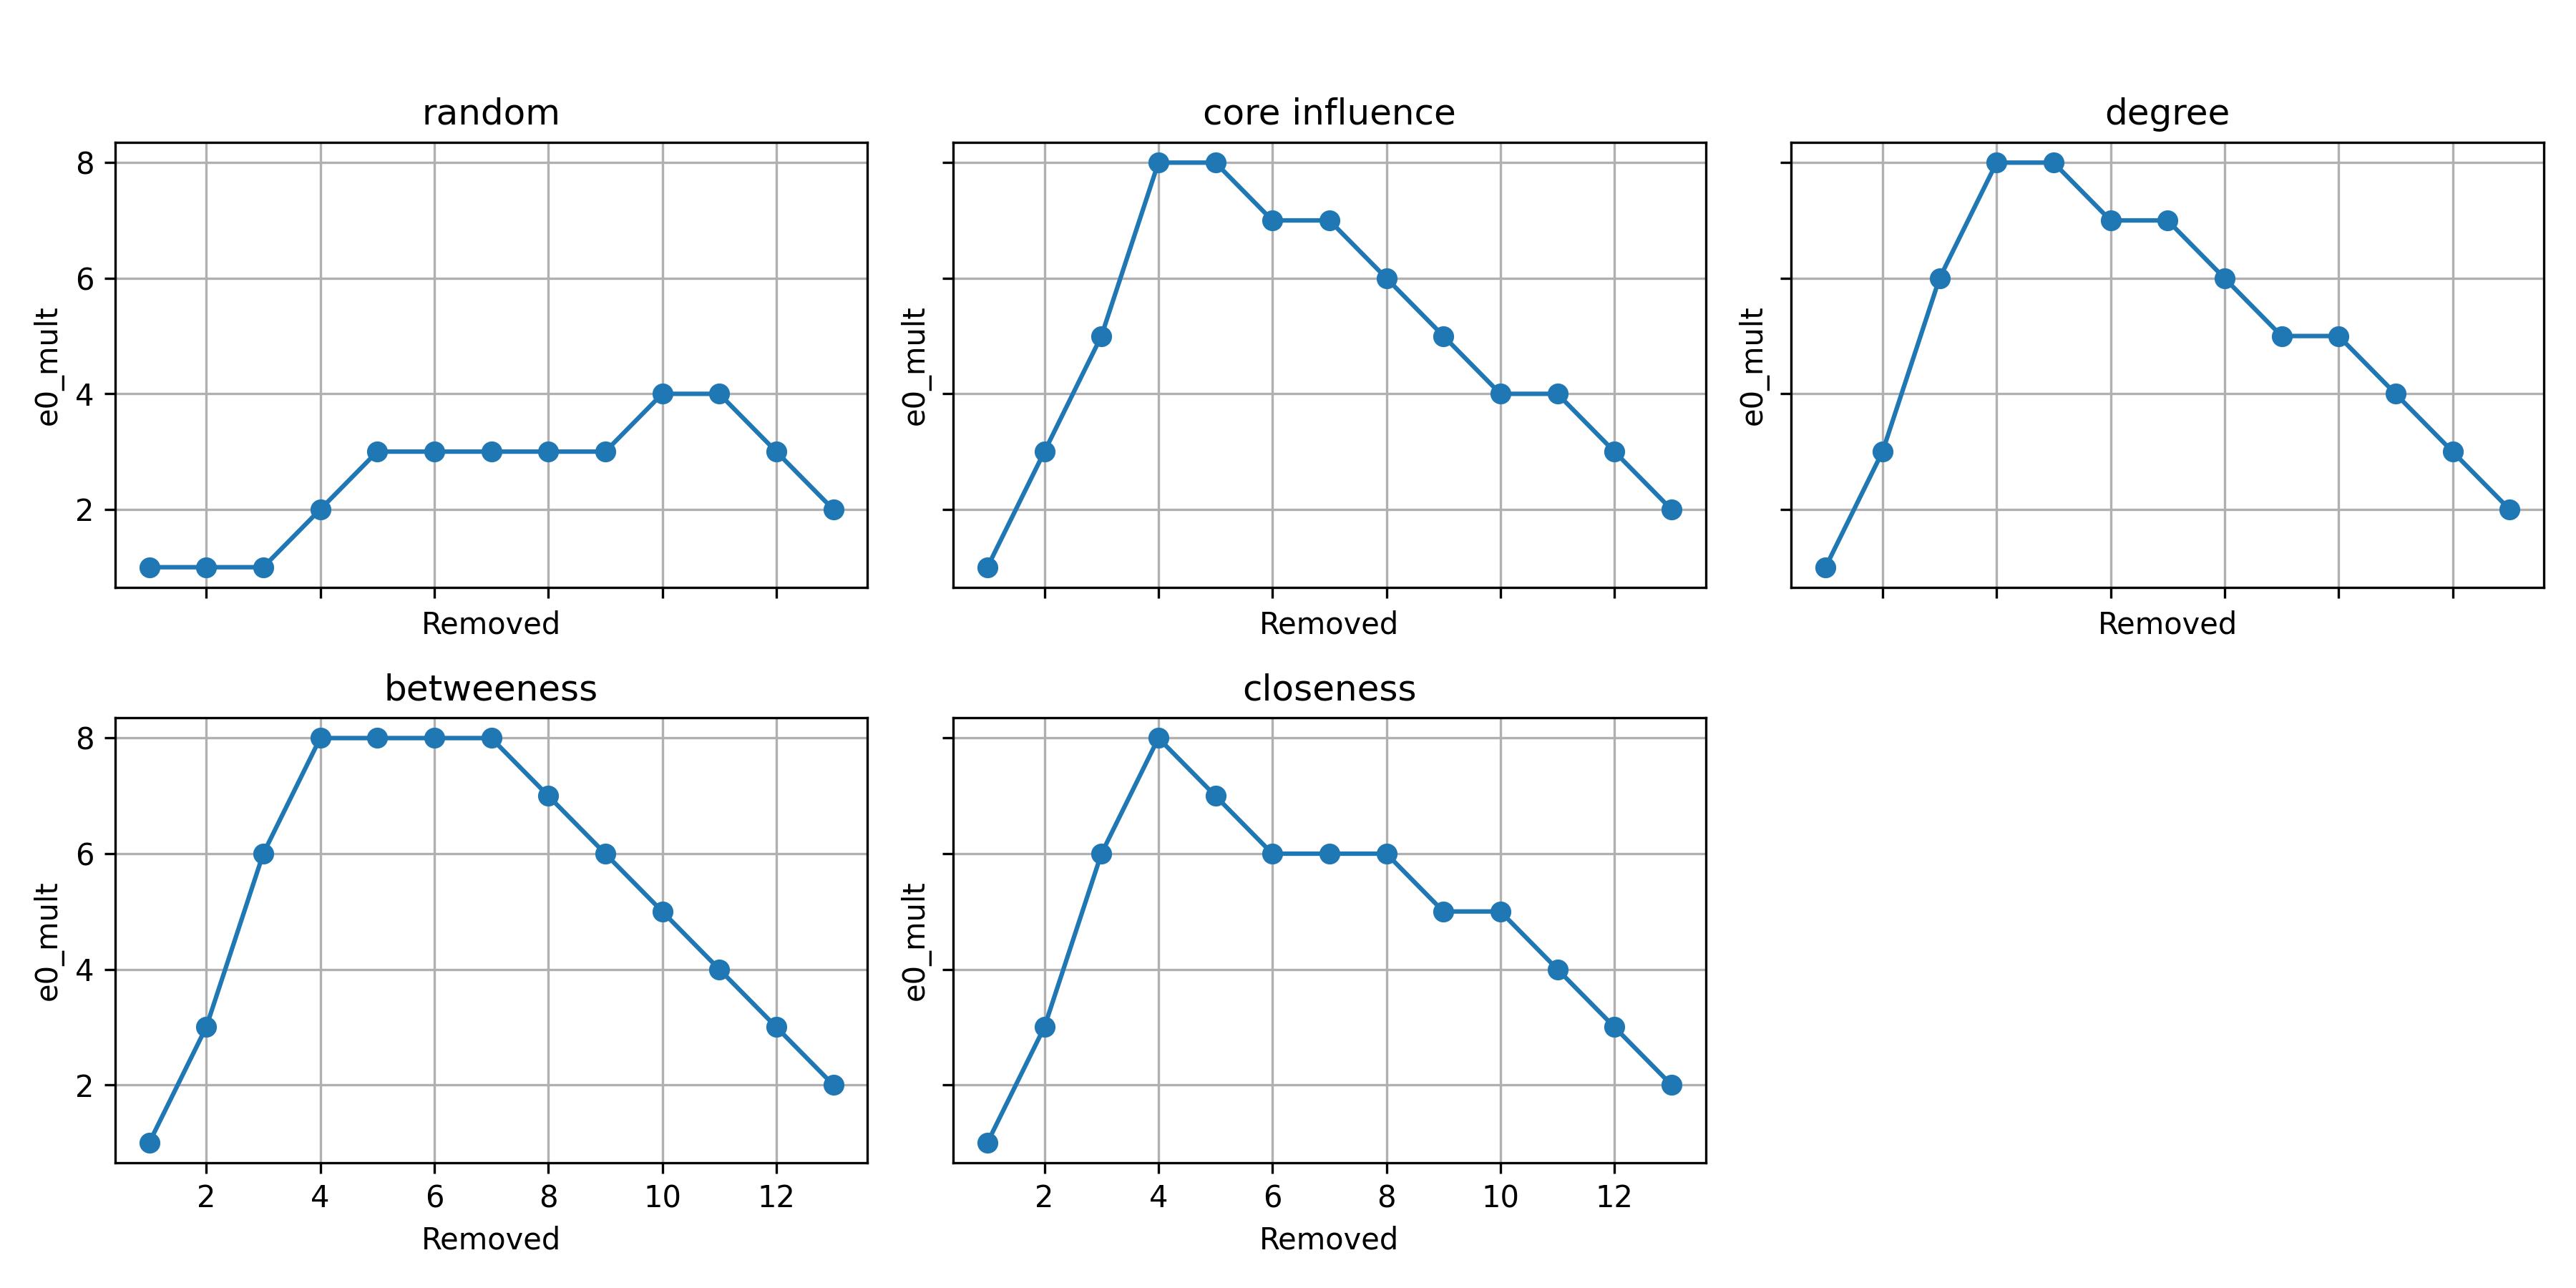 random
core influence
degree
8
6
4
2
e0_mult
e0_mult
e0_mult
Removed
Removed
Removed
betweeness
closeness
8
6
4
2
e0_mult
e0_mult
2 4 6 8 10 12
2 4 6 8 10 12
Removed
Removed